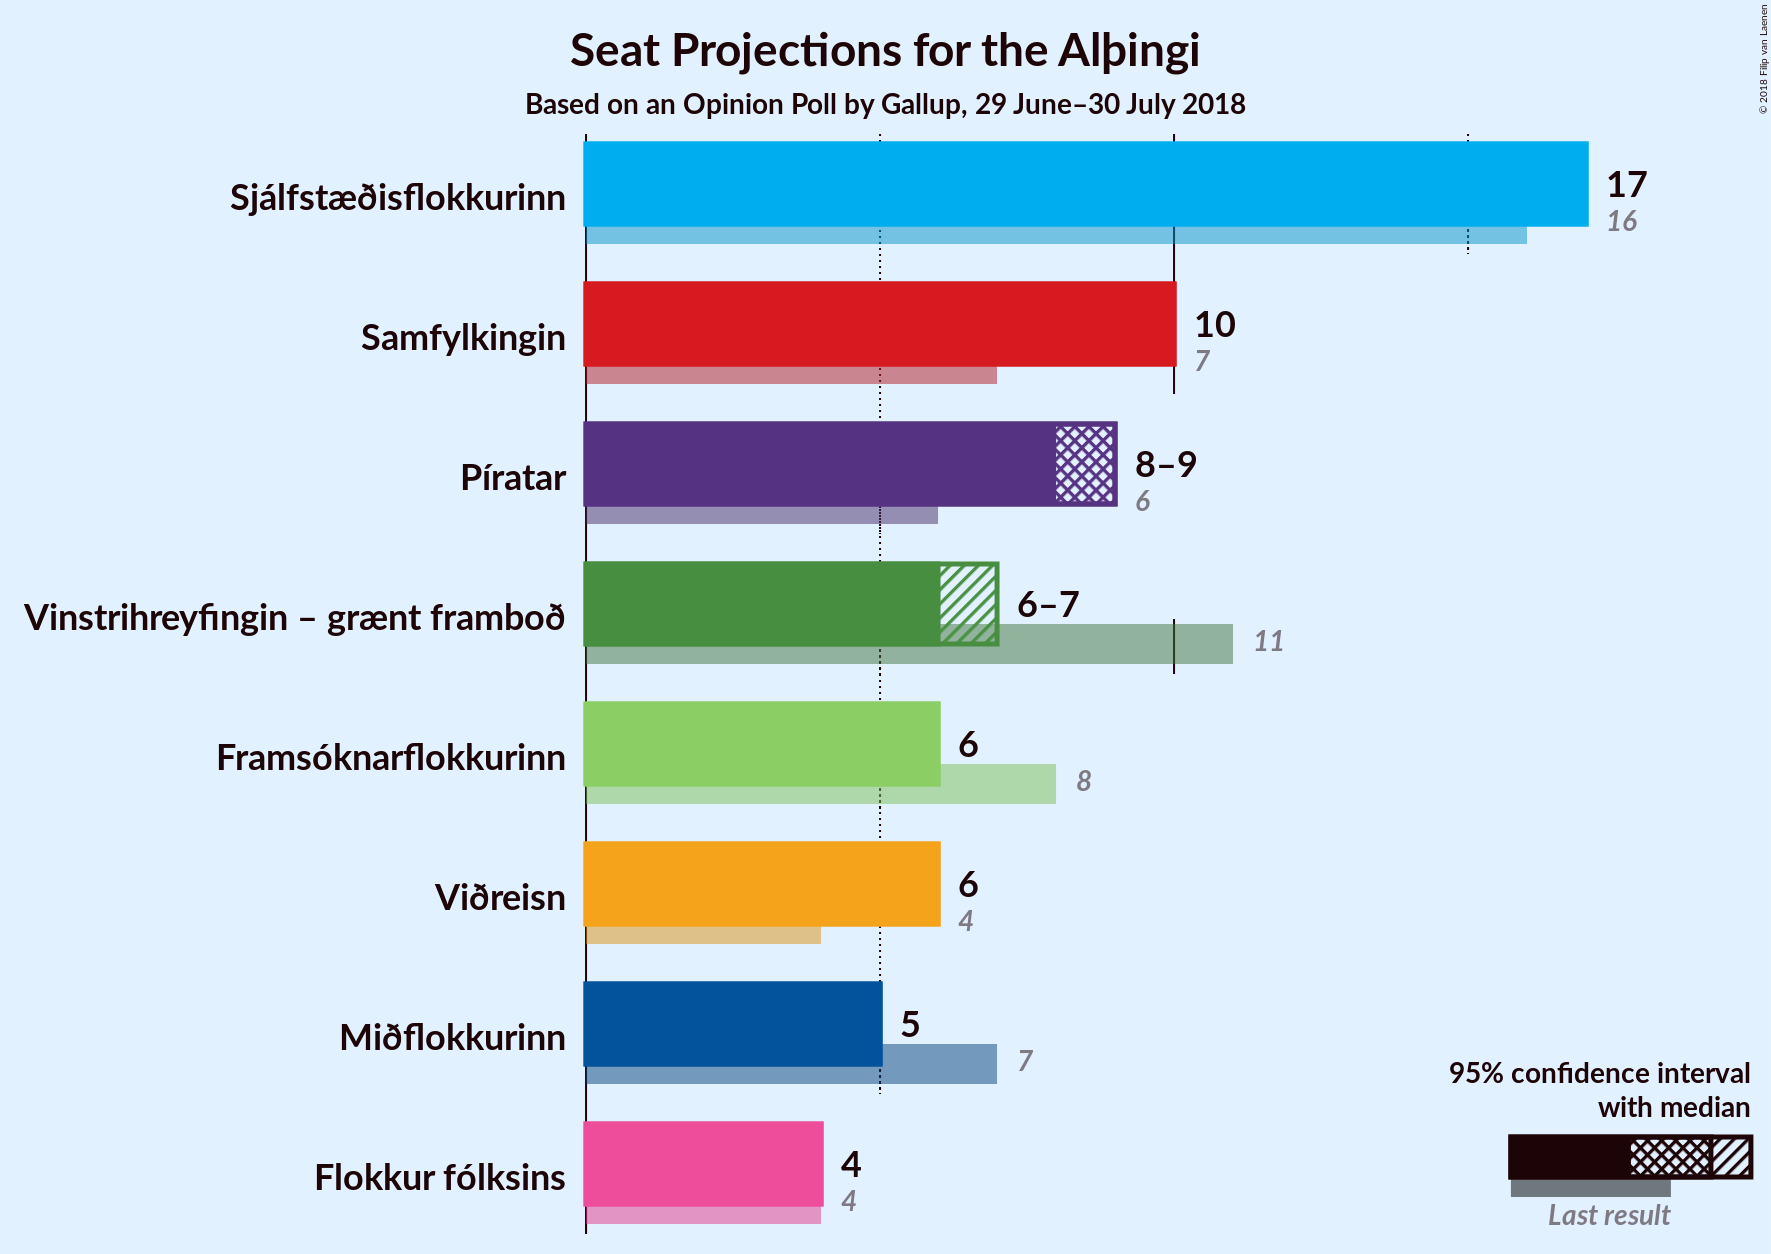 Seat Projections for the Alþingi
Based on an Opinion Poll by Gallup, 29 June–30 July 2018
© 2018 Filip van Laenen
Sjálfstæðisflokkurinn
17
16
Samfylkingin
10
7
Píratar
8–9
6
Vinstrihreyfingin – grænt framboð
6–7
11
Framsóknarflokkurinn
6
8
Viðreisn
6
4
Miðflokkurinn
5
7
Flokkur fólksins
4
4
95% confidence interval
with median
Last result